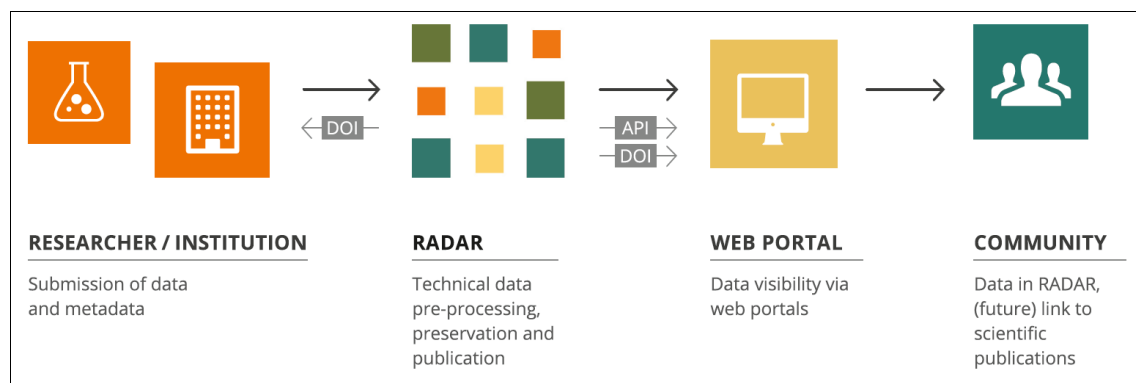 DOI
API
DOI
RESEARCHER / INSTITUTION
Submission of data
and metadata
RADAR
Technical data
pre-processing,
preservation and
publication
WEB PORTAL
Data visibility via
web portals
COMMUNITY
Data in RADAR,
(future) link to
scientific
publications